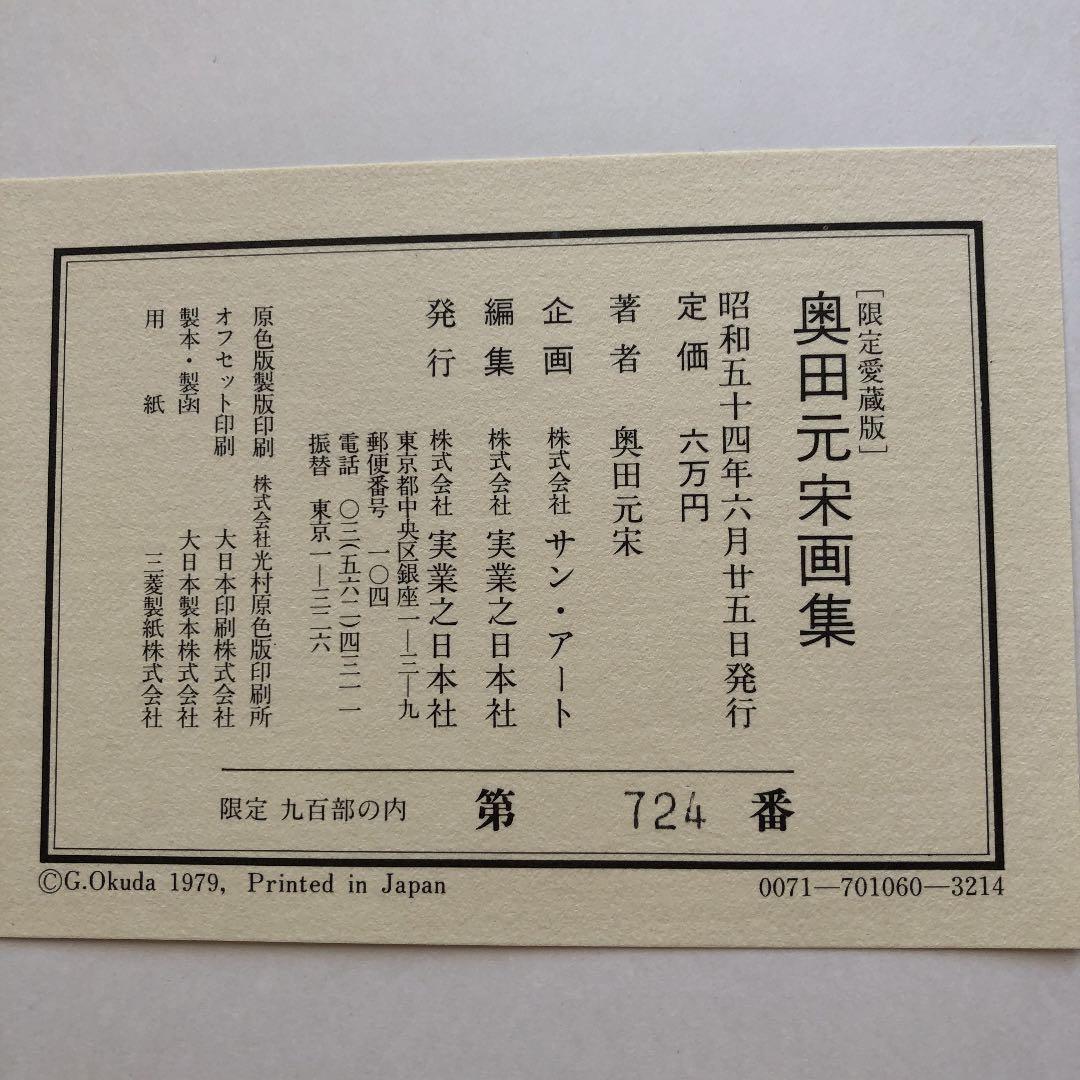 ［限定愛蔵版］
奥田元宋画集
昭和五十四年六月廿五日発行
定価 六万円
著者 奥田元宋
企画 株式会社 サン・アート
編集 株式会社 実業之日本社
発行 株式会社 実業之日本社
東京都中央区銀座一―三―九
郵便番号 一〇四
電話 〇三(五六二)四三一一
振替 東京一―三二六
原色版製版印刷 株式会社光村原色版印刷所
オフセット印刷 大日本印刷株式会社
製本・製函 大日本製本株式会社
用紙 三菱製紙株式会社
限定 九百部の内 第 724 番
©G.Okuda 1979, Printed in Japan
0071―701060―3214